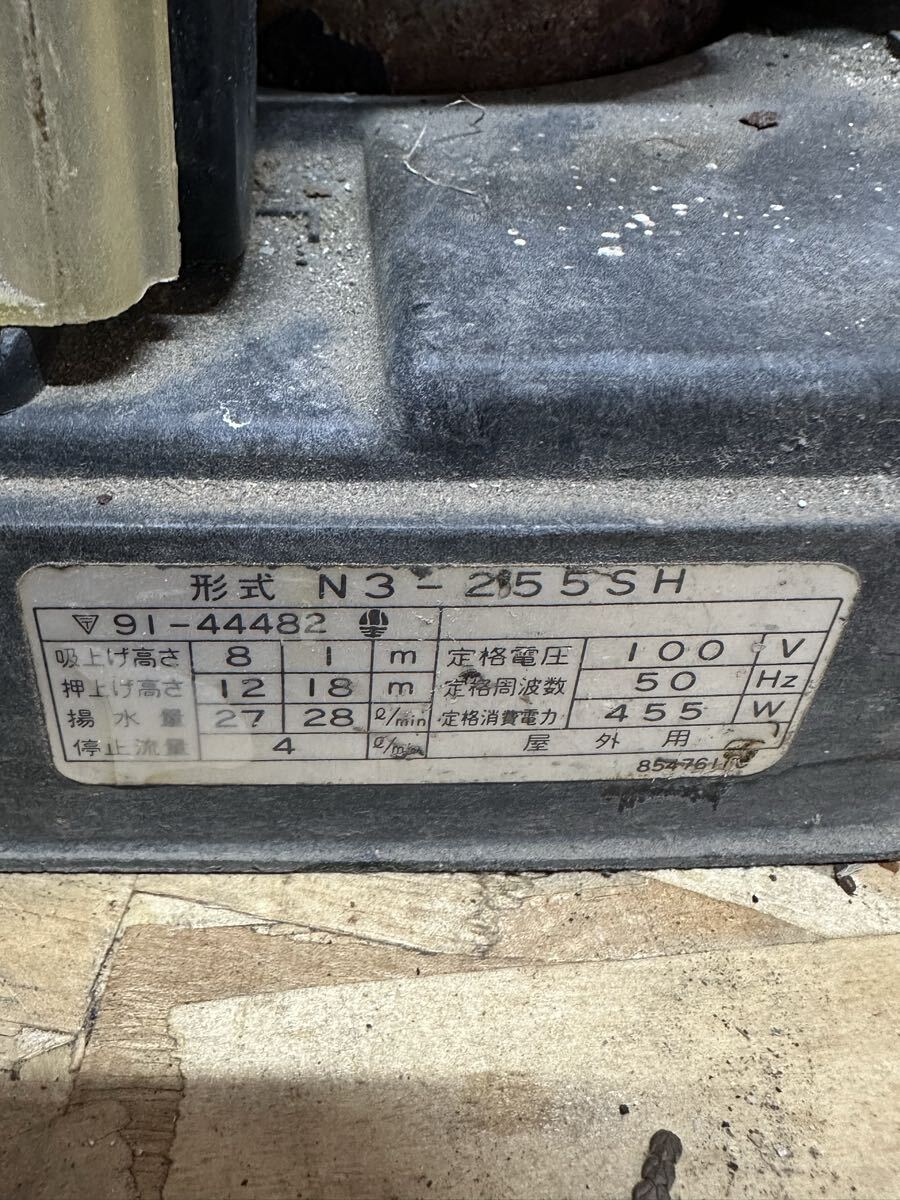 形式 N3-255SH
〒 91-44482
吸上げ高さ 8 1 m 定格電圧 100 V
押上げ高さ 12 18 m 定格周波数 50 Hz
揚水量 27 28 ℓ/min 定格消費電力 455 W
停止流量 4 ℓ/min 屋外用